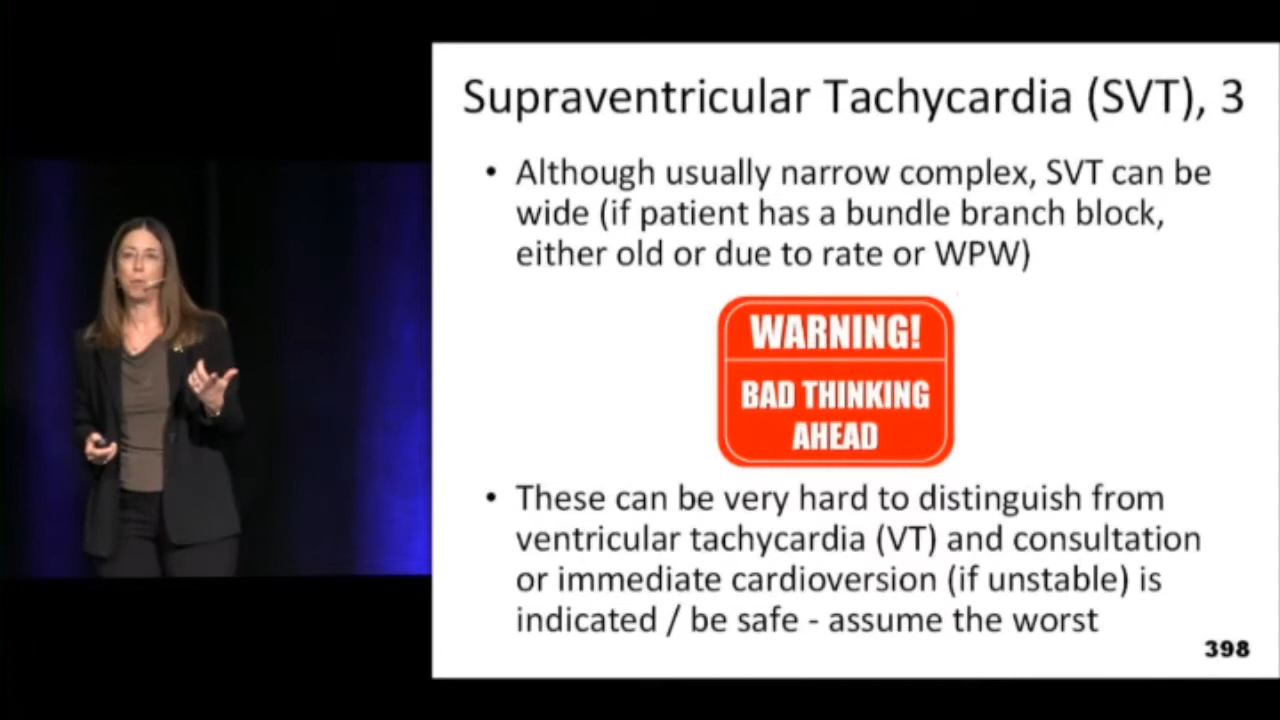 Supraventricular Tachycardia (SVT), 3
• Although usually narrow complex, SVT can be
wide (if patient has a bundle branch block,
either old or due to rate or WPW)
WARNING!
BAD THINKING
AHEAD
• These can be very hard to distinguish from
ventricular tachycardia (VT) and consultation
or immediate cardioversion (if unstable) is
indicated / be safe - assume the worst
398